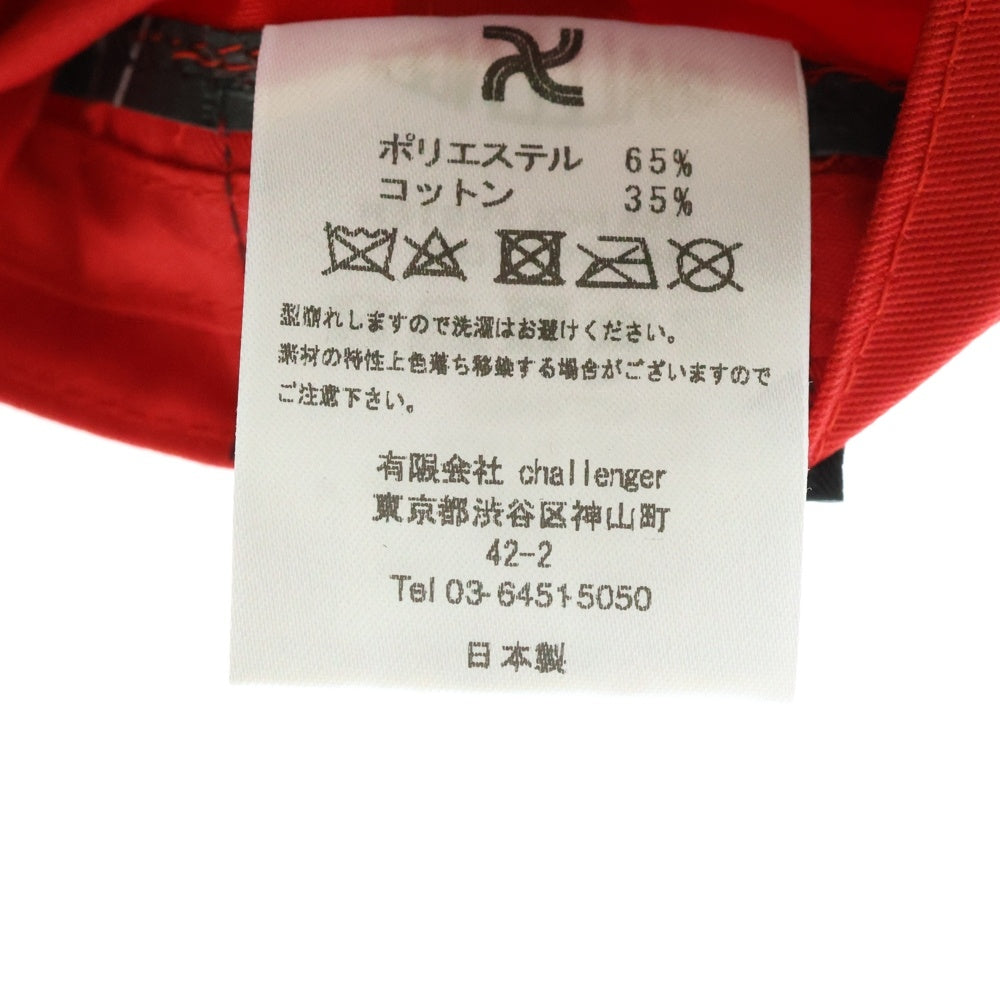 ポリエステル 65%
コットン 35%
型崩れしますので洗濯はお避けください。
素材の特性上色落ち移染する場合がございますので
ご注意下さい。
有限会社 challenger
東京都渋谷区神山町
42-2
Tel 03-6451-5050
日本製